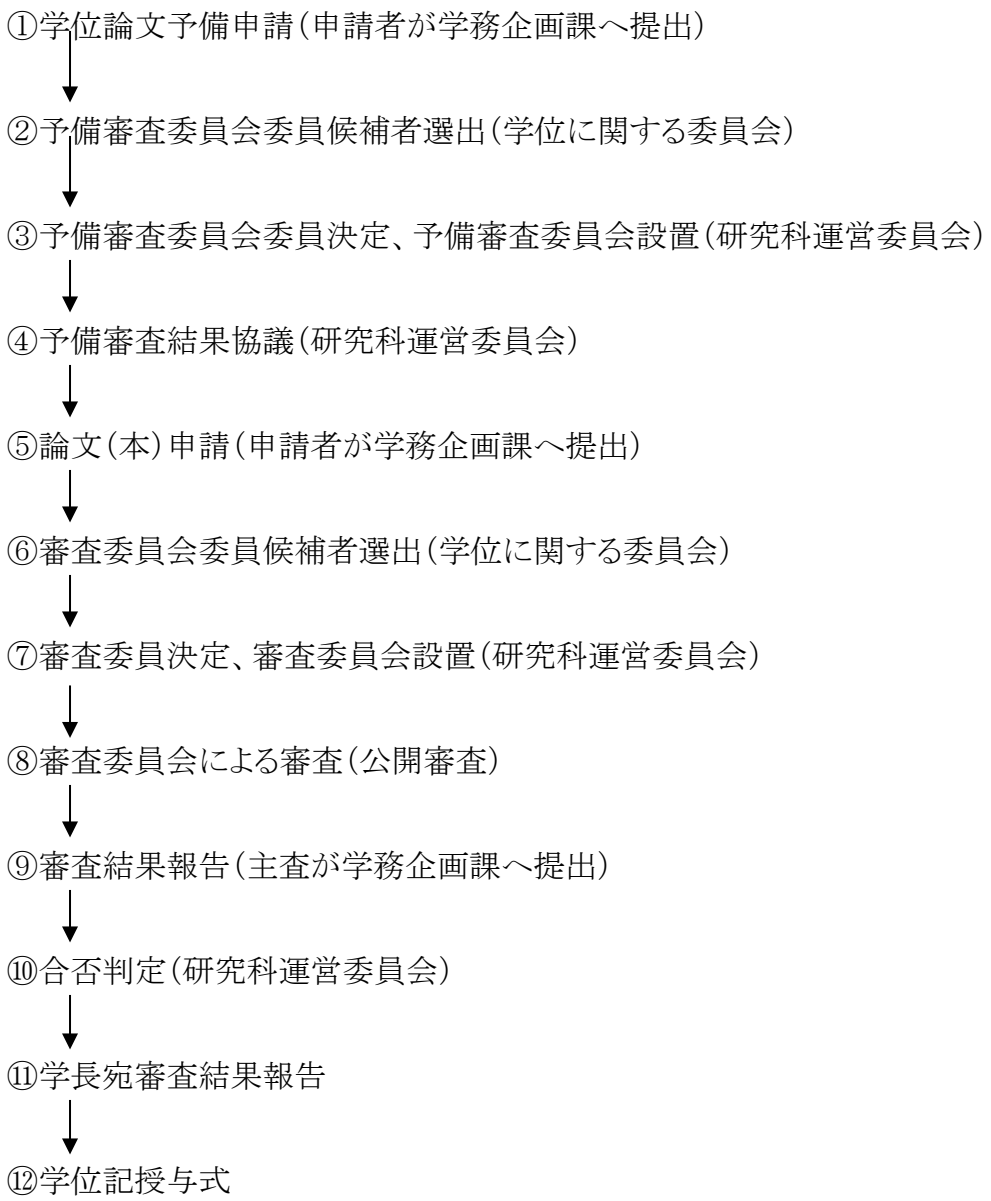 ①学位論文予備申請（申請者が学務企画課へ提出）
②予備審査委員会委員候補者選出（学位に関する委員会）
③予備審査委員会委員決定、予備審査委員会設置（研究科運営委員会）
④予備審査結果協議（研究科運営委員会）
⑤論文（本）申請（申請者が学務企画課へ提出）
⑥審査委員会委員候補者選出（学位に関する委員会）
⑦審査委員決定、審査委員会設置（研究科運営委員会）
⑧審査委員会による審査（公開審査）
⑨審査結果報告（主査が学務企画課へ提出）
⑩合否判定（研究科運営委員会）
⑪学長宛審査結果報告
⑫学位記授与式